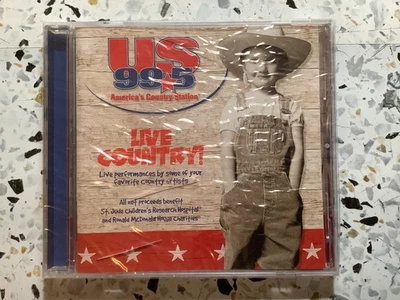 US
99.5
America's Country Station
LIVE
COUNTRY!
Live performances by some of your
favorite country artists
All net proceeds benefit
St. Jude Children's Research Hospital®
and Ronald McDonald House Charities®